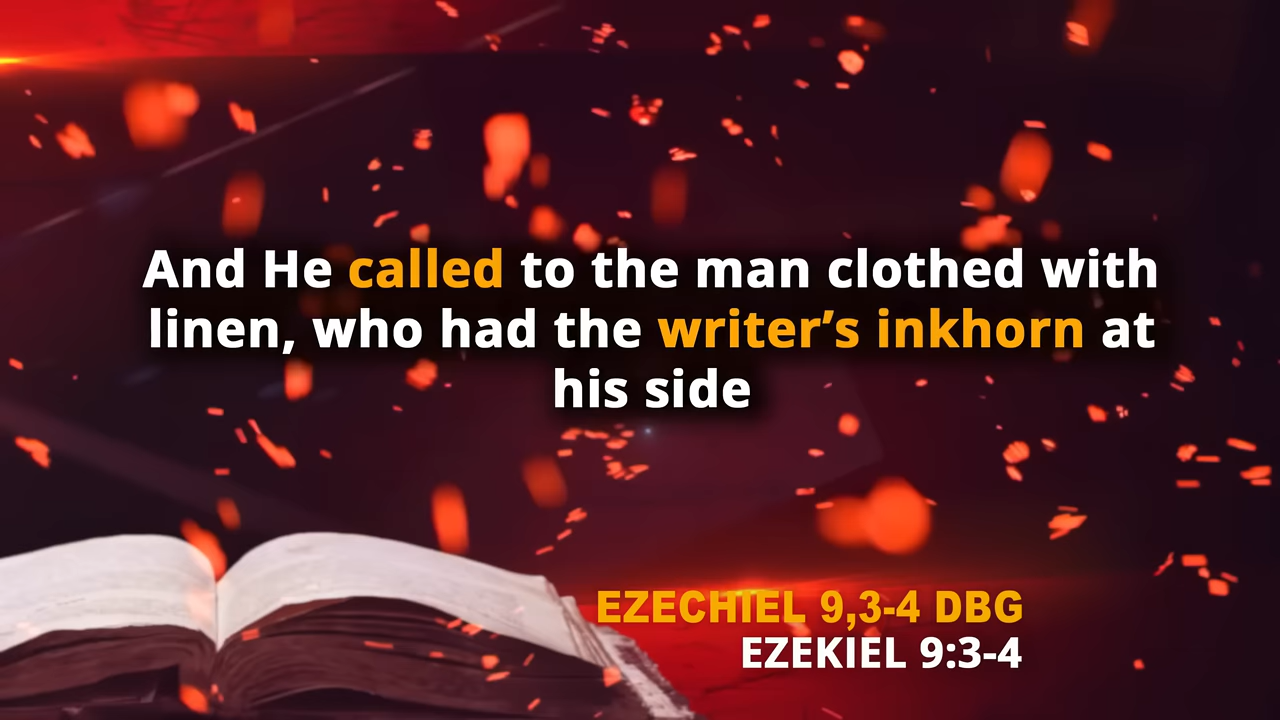 And He called to the man clothed with
linen, who had the writer’s inkhorn at
his side
EZECHIEL 9,3-4 DBG
EZEKIEL 9:3-4